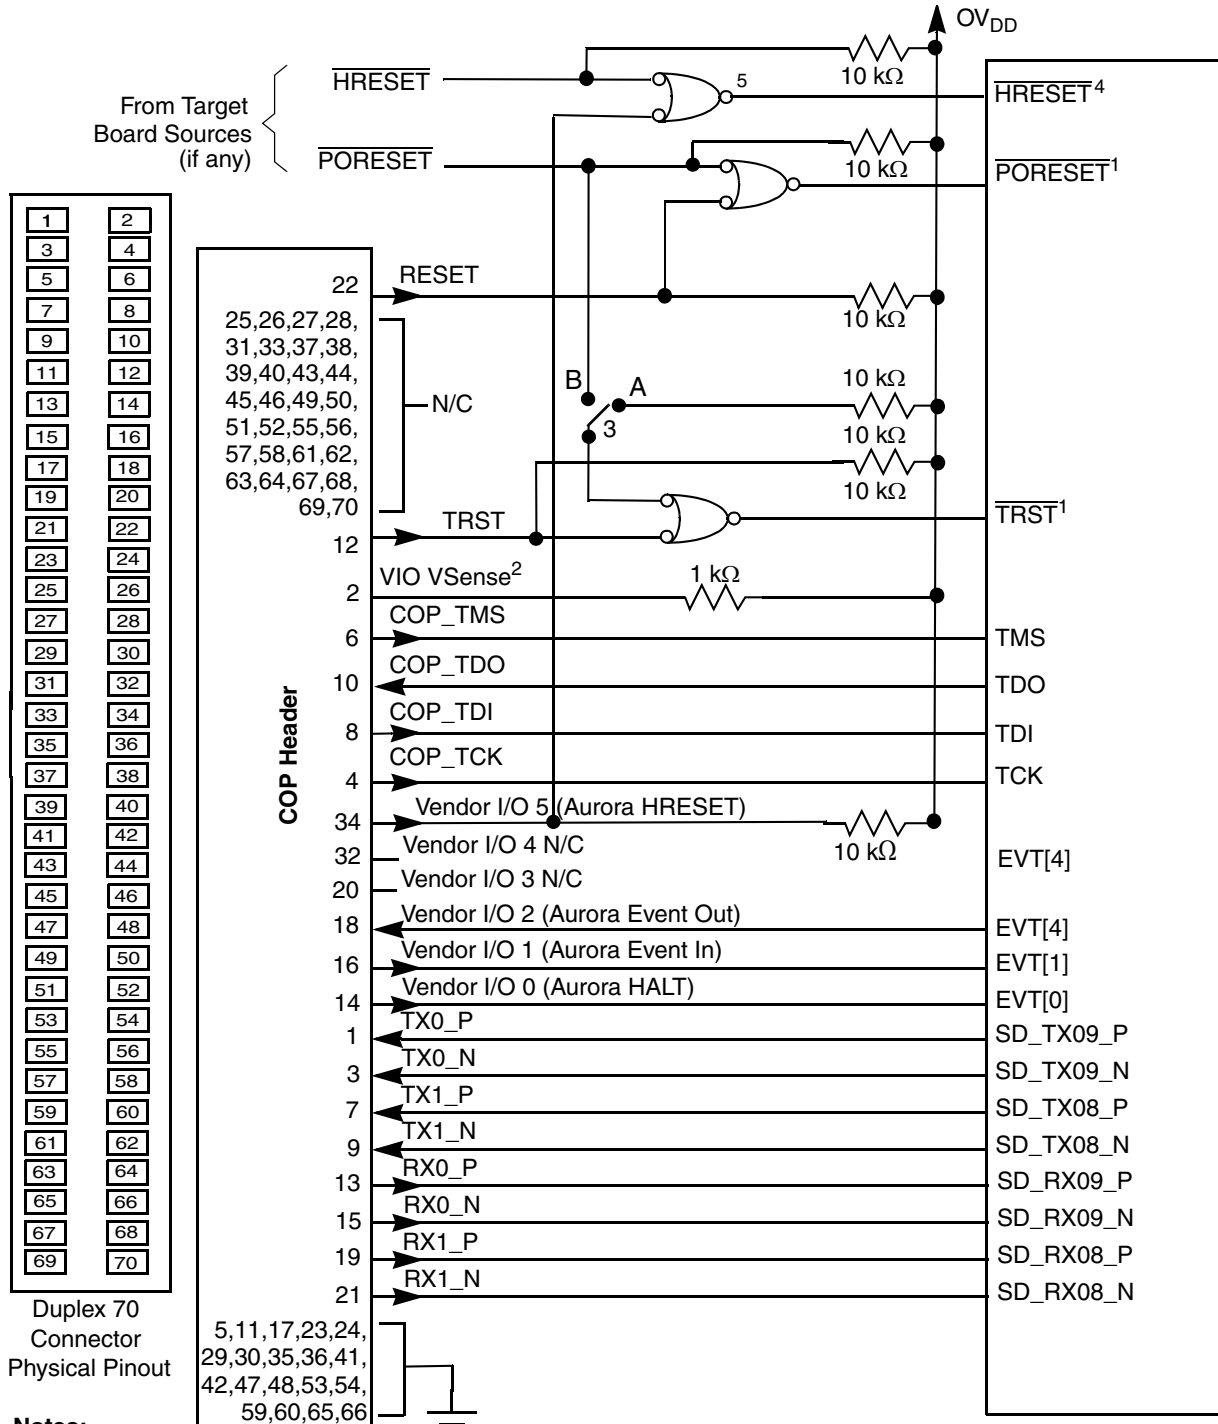 OVDD
HRESET
10 kΩ
5
HRESET4
From Target
Board Sources
(if any)
PORESET
10 kΩ
PORESET1
1 2
3 4
5 6
7 8
9 10
11 12
13 14
15 16
17 18
19 20
21 22
23 24
25 26
27 28
29 30
31 32
33 34
35 36
37 38
39 40
41 42
43 44
45 46
47 48
49 50
51 52
53 54
55 56
57 58
59 60
61 62
63 64
65 66
67 68
69 70
Duplex 70
Connector
Physical Pinout
COP Header
22 RESET
10 kΩ
25,26,27,28,
31,33,37,38,
39,40,43,44,
45,46,49,50,
51,52,55,56,
57,58,61,62,
63,64,67,68,
69,70
N/C
B A
3
10 kΩ
10 kΩ
10 kΩ
12 TRST
TRST1
2 VIO VSense2
1 kΩ
6 COP_TMS TMS
10 COP_TDO TDO
8 COP_TDI TDI
4 COP_TCK TCK
34 Vendor I/O 5 (Aurora HRESET)
10 kΩ
32 Vendor I/O 4 N/C EVT[4]
20 Vendor I/O 3 N/C
18 Vendor I/O 2 (Aurora Event Out) EVT[4]
16 Vendor I/O 1 (Aurora Event In) EVT[1]
14 Vendor I/O 0 (Aurora HALT) EVT[0]
1 TX0_P SD_TX09_P
3 TX0_N SD_TX09_N
7 TX1_P SD_TX08_P
9 TX1_N SD_TX08_N
13 RX0_P SD_RX09_P
15 RX0_N SD_RX09_N
19 RX1_P SD_RX08_P
21 RX1_N SD_RX08_N
5,11,17,23,24,
29,30,35,36,41,
42,47,48,53,54,
59,60,65,66
Notes: